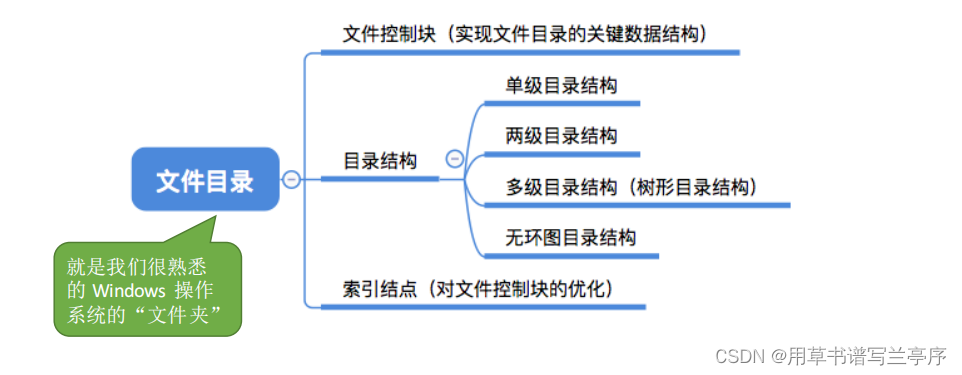 文件控制块（实现文件目录的关键数据结构）
单级目录结构
两级目录结构
目录结构
文件目录
多级目录结构（树形目录结构）
无环图目录结构
就是我们很熟悉
的 Windows 操作
系统的“文件夹”
索引结点（对文件控制块的优化）
CSDN @用草书谱写兰亭序